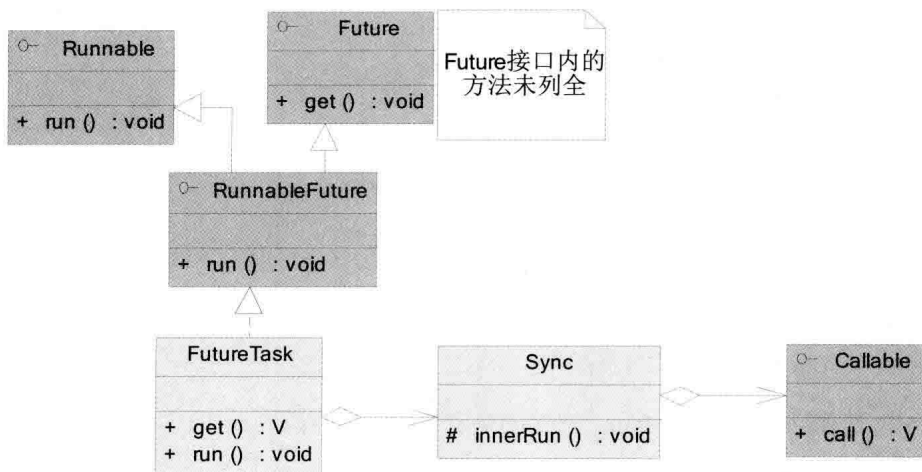 Runnable
+ run () : void
Future
+ get () : void
Future接口内的
方法未列全
RunnableFuture
+ run () : void
FutureTask
+ get () : V
+ run () : void
Sync
# innerRun () : void
Callable
+ call () : V